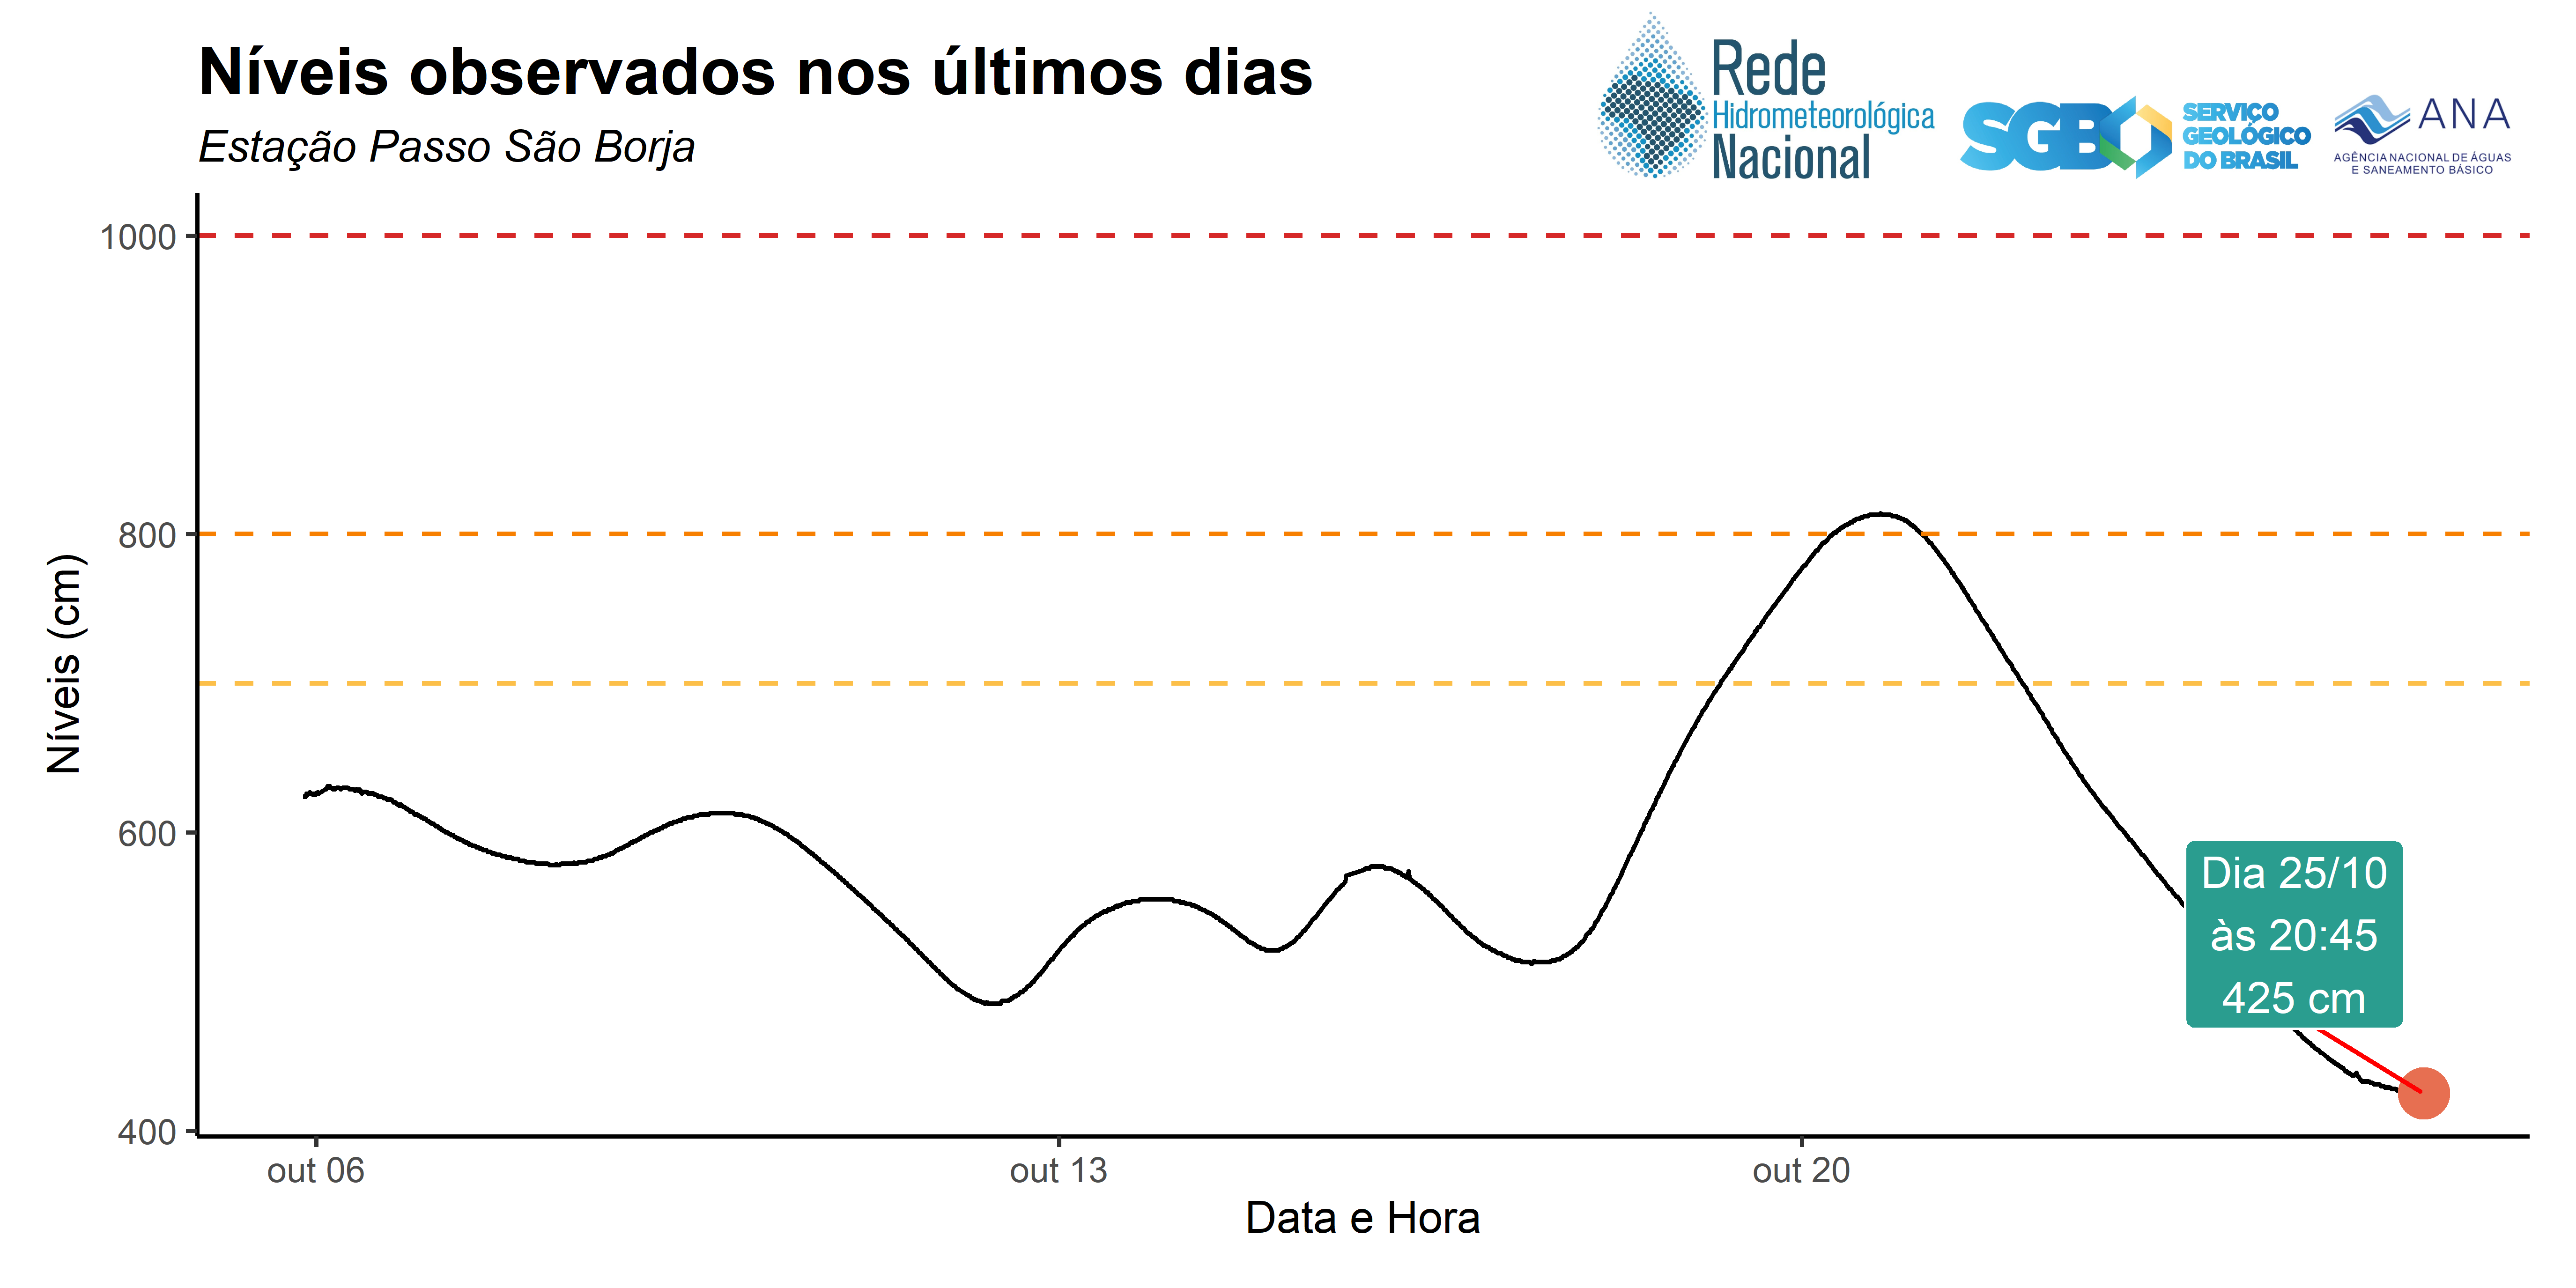 Níveis observados nos últimos dias
Estação Passo São Borja
Rede
Hidrometeorológica
Nacional
SGB
SERVIÇO
GEOLÓGICO
DO BRASIL
ANA
AGÊNCIA NACIONAL DE ÁGUAS
E SANEAMENTO BÁSICO
Níveis (cm)
1000
800
600
400
Dia 25/10
às 20:45
425 cm
out 06
out 13
out 20
Data e Hora